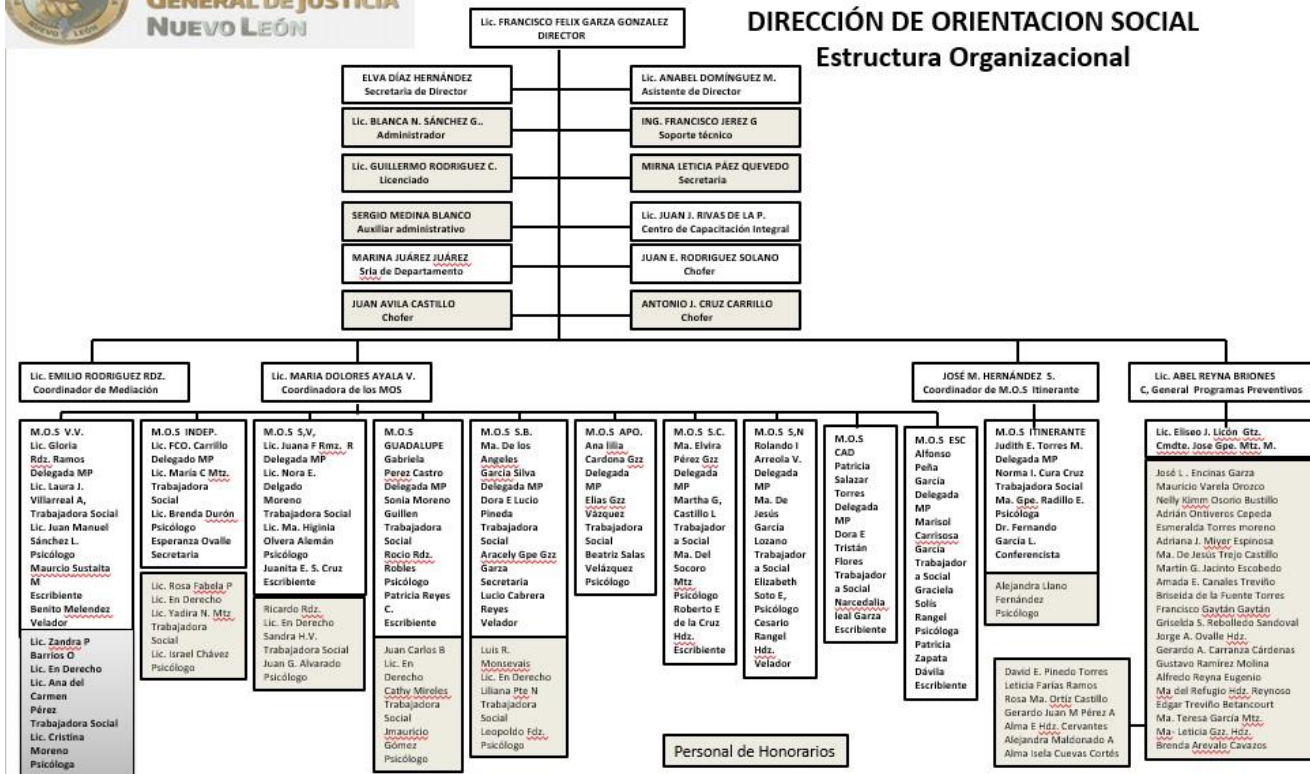 GENERAL DE JUSTICIA
NUEVO LEÓN
Lic. FRANCISCO FELIX GARZA GONZALEZ
DIRECTOR
DIRECCIÓN DE ORIENTACION SOCIAL
Estructura Organizacional
ELVA DÍAZ HERNÁNDEZ
Secretaria de Director
Lic. ANABEL DOMÍNGUEZ M.
Asistente de Director
Lic. BLANCA N. SÁNCHEZ G..
Administrador
ING. FRANCISCO JEREZ G
Soporte técnico
Lic. GUILLERMO RODRIGUEZ C.
Licenciado
MIRNA LETICIA PÁEZ QUEVEDO
Secretaria
SERGIO MEDINA BLANCO
Auxiliar administrativo
Lic. JUAN J. RIVAS DE LA P.
Centro de Capacitación Integral
MARINA JUÁREZ JUÁREZ
Sria de Departamento
JUAN E. RODRIGUEZ SOLANO
Chofer
JUAN AVILA CASTILLO
Chofer
ANTONIO J. CRUZ CARRILLO
Chofer
Lic. EMILIO RODRIGUEZ RDZ.
Coordinador de Mediación
Lic. MARIA DOLORES AYALA V.
Coordinadora de los MOS
JOSÉ M. HERNÁNDEZ S.
Coordinador de M.O.S Itinerante
Lic. ABEL REYNA BRIONES
C, General Programas Preventivos
M.O.S V.V.
Lic. Gloria
Rdz. Ramos
Delegada MP
Lic. Laura J.
Villarreal A,
Trabajadora Social
Lic. Juan Manuel
Sánchez L.
Psicólogo
Maurcio Sustaita
M
Escribiente
Benito Melendez
Velador
Lic. Zandra P
Barrios O
Lic. En Derecho
Lic. Ana del
Carmen
Pérez
Trabajadora Social
Lic. Cristina
Moreno
Psicóloga
M.O.S INDEP.
Lic. FCO. Carrillo
Delegado MP
Lic. María C Mtz.
Trabajadora
Social
Lic. Brenda Durón
Psicólogo
Esperanza Ovalle
Secretaria
Lic. Rosa Fabela P
Lic. En Derecho
Lic. Yadira N. Mtz
Trabajadora
Social
Lic. Israel Chávez
Psicólogo
M.O.S S,V,
Lic. Juana F Rmz. R
Delegada MP
Lic. Nora E.
Delgado
Moreno
Trabajadora Social
Lic. Ma. Higinia
Olvera Alemán
Psicólogo
Juanita E. S. Cruz
Escribiente
Ricardo Rdz.
Lic. En Derecho
Sandra H.V.
Trabajadora Social
Juan G. Alvarado
Psicólogo
M.O.S
GUADALUPE
Gabriela
Perez Castro
Delegada MP
Sonia Moreno
Guillen
Trabajadora
Social
Rocio Rdz.
Robles
Psicólogo
Patricia Reyes
C.
Escribiente
Juan Carlos B
Lic. En
Derecho
Cathy Mireles
Trabajadora
Social
Jmauricio
Gómez
Psicólogo
M.O.S S.B.
Ma. De los
Angeles
García Silva
Delegada MP
Dora E Lucio
Pineda
Trabajadora
Social
Aracely Gpe Gzz
Garza
Secretaria
Lucio Cabrera
Reyes
Velador
Luis R.
Monsevais
Lic. En Derecho
Liliana Pte N
Trabajadora
Social
Leopoldo Fdz.
Psicólogo
M.O.S APO.
Ana lilia
Cardona Gzz
Delegada
MP
Elias Gzz
Vázquez
Trabajadora
Social
Beatriz Salas
Velázquez
Psicólogo
M.O.S S.C.
Ma. Elvira
Pérez Gzz
Delegada
MP
Martha G,
Castillo L
Trabajador
a Social
Ma. Del
Socoro
Mtz
Psicólogo
Roberto E
de la Cruz
Hdz.
Escribiente
M.O.S S,N
Rolando I
Arreola V.
Delegada
MP
Ma. De
Jesús
García
Lozano
Trabajador
a Social
Elizabeth
Soto E,
Psicólogo
Cesario
Rangel
Hdz.
Velador
M.O.S
CAD
Patricia
Salazar
Torres
Delegada
MP
Dora E
Tristán
Flores
Trabajador
a Social
Narcedalia
leal Garza
Escribiente
M.O.S ESC
Alfonso
Peña
García
Delegada
MP
Marisol
Carrisosa
García
Trabajador
a Social
Graciela
Solís
Rangel
Psicóloga
Patricia
Zapata
Dávila
Escribiente
M.O.S ITINERANTE
Judith E. Torres M.
Delegada MP
Norma I. Cura Cruz
Trabajadora Social
Ma. Gpe. Radillo E.
Psicóloga
Dr. Fernando
García L.
Conferencista
Alejandra Llano
Fernández
Psicólogo
Lic. Eliseo J. Licón Gtz.
Cmdte. Jose Gpe. Mtz. M.
José L . Encinas Garza
Mauricio Varela Orozco
Nelly Kimm Osorio Bustillo
Adrián Ontiveros Cepeda
Esmeralda Torres moreno
Adriana J. Miyer Espinosa
Ma. De Jesús Trejo Castillo
Martin G. Jacinto Escobedo
Amada E. Canales Treviño
Briseida de la Fuente Torres
Francisco Gaytán Gaytán
Griselda S. Rebolledo Sandoval
Jorge A. Ovalle Hdz.
Gerardo A. Carranza Cárdenas
Gustavo Ramírez Molina
Alfredo Reyna Eugenio
Ma del Refugio Hdz. Reynoso
Edgar Treviño Betancourt
Ma. Teresa García Mtz.
Ma- Leticia Gzz. Hdz.
Brenda Arevalo Cavazos
David E. Pinedo Torres
Leticia Farias Ramos
Rosa Ma. Ortiz Castillo
Gerardo Juan M Pérez A
Alma E Hdz. Cervantes
Alejandra Maldonado A
Alma Isela Cuevas Cortés
Personal de Honorarios